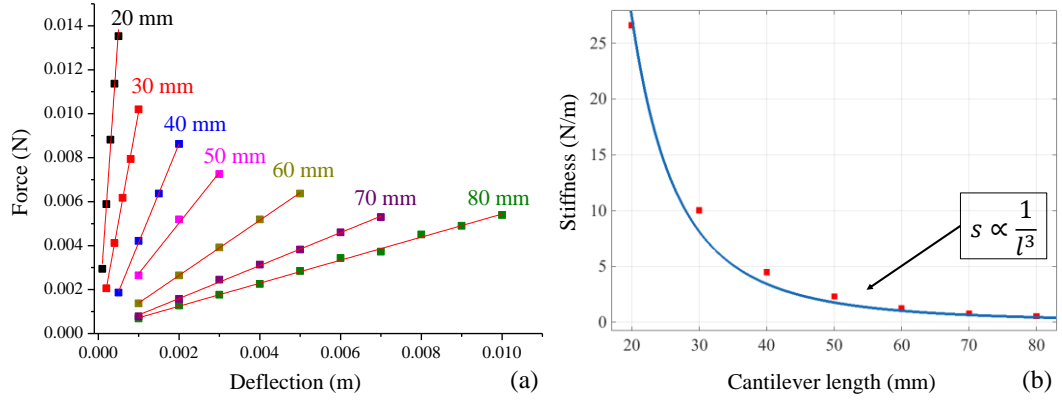 0.014
0.012
0.010
0.008
0.006
0.004
0.002
0.000
Force (N)
20 mm
30 mm
40 mm
50 mm
60 mm
70 mm
80 mm
0.000 0.002 0.004 0.006 0.008 0.010
Deflection (m)
(a)
25
20
15
10
5
0
Stiffness (N/m)
s ∝ 1/l³
20 30 40 50 60 70 80
Cantilever length (mm)
(b)